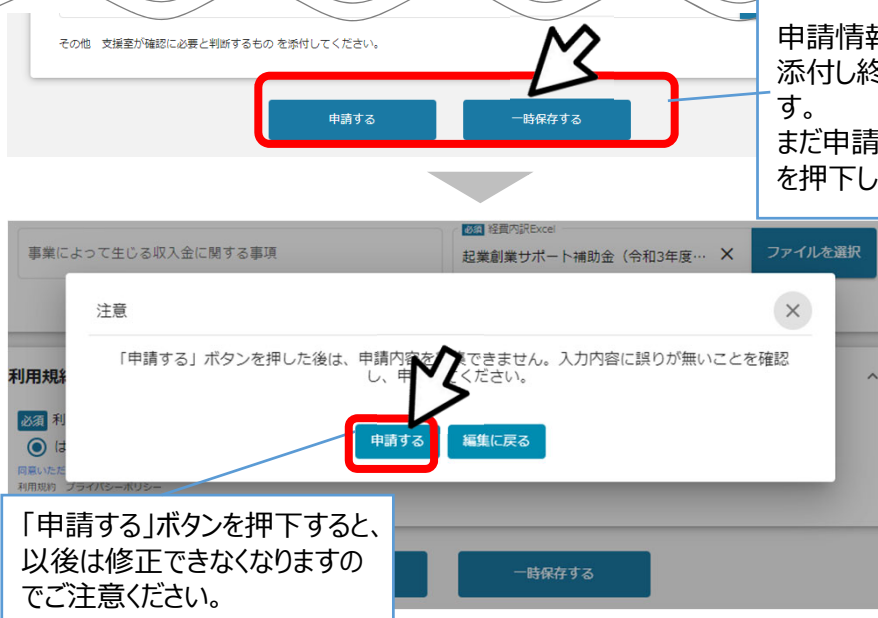 その他　支援室が確認に必要と判断するもの を添付してください。
申請する
一時保存する
申請情報
添付し終
す。
まだ申請
を押下し
事業によって生じる収入金に関する事項
必須 経費内訳Excel
起業創業サポート補助金（令和3年度…
ファイルを選択
注意
「申請する」ボタンを押した後は、申請内容を できません。入力内容に誤りが無いことを確認
し、申 ください。
申請する
編集に戻る
利用規約
必須 利
は
同意いただ
利用規約 プライバシーポリシー
「申請する」ボタンを押下すると、
以後は修正できなくなりますの
でご注意ください。
一時保存する